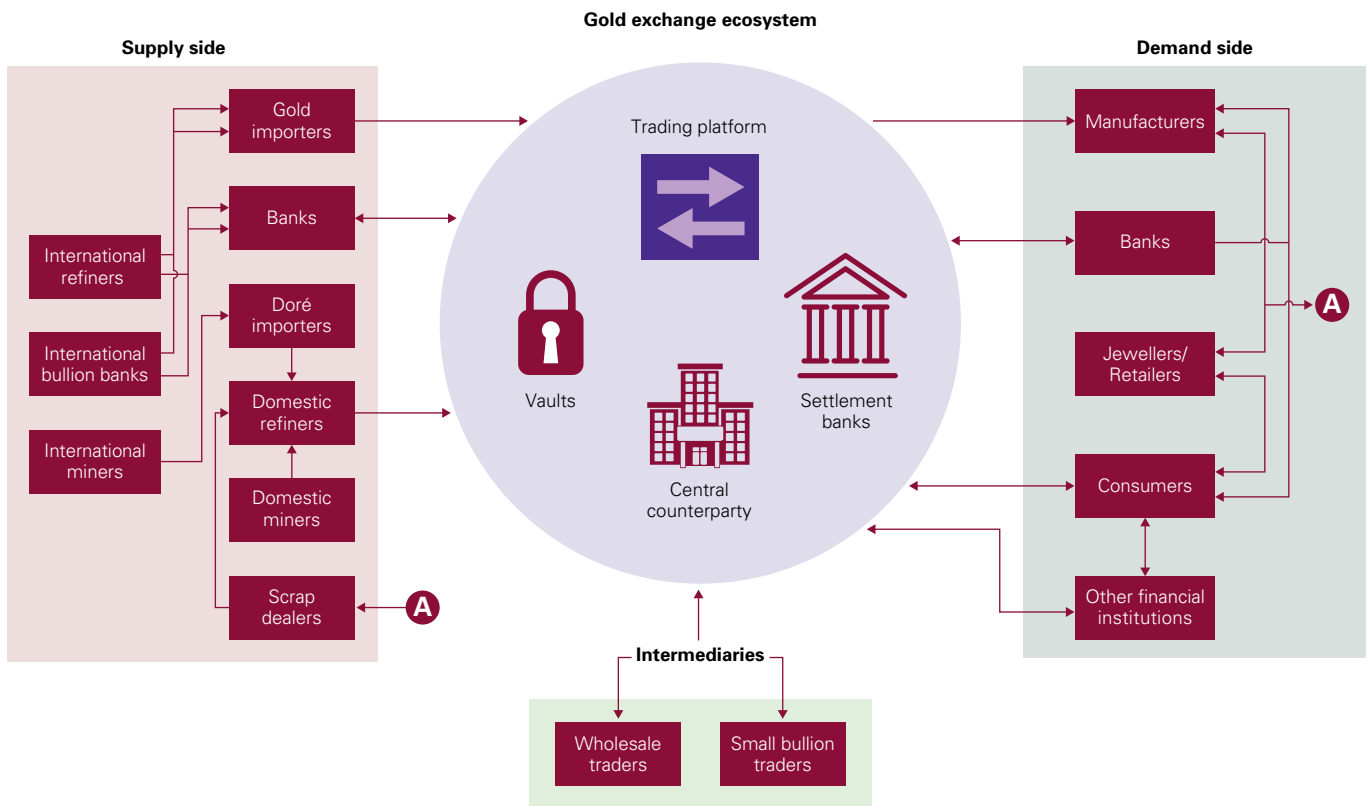 Gold exchange ecosystem
Supply side
Demand side
Gold
importers
Banks
International
refiners
Doré
importers
International
bullion banks
Domestic
refiners
International
miners
Domestic
miners
Scrap
dealers
A
Trading platform
Vaults
Settlement
banks
Central
counterparty
Manufacturers
Banks
A
Jewellers/
Retailers
Consumers
Other financial
institutions
Intermediaries
Wholesale
traders
Small bullion
traders